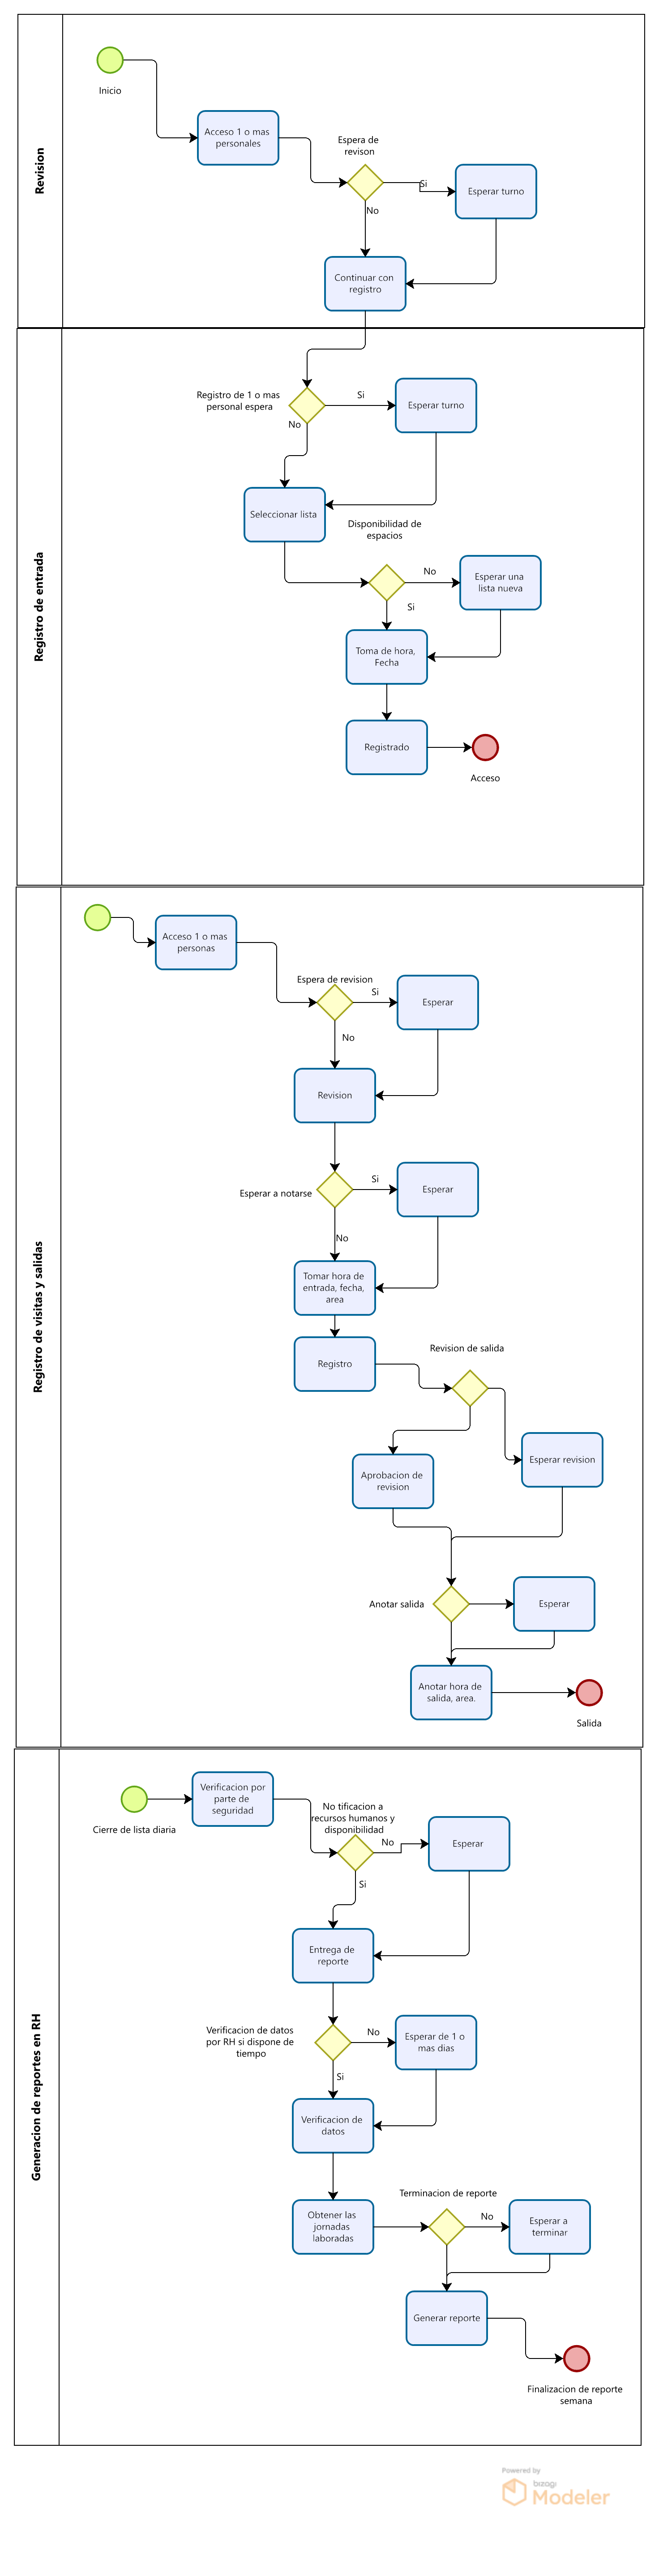 Revision
Inicio
Acceso 1 o mas
personales
Espera de
revison
Si
No
Esperar turno
Continuar con
registro
Registro de entrada
Registro de 1 o mas
personal espera
Si
No
Esperar turno
Seleccionar lista
Disponibilidad de
espacios
No
Si
Esperar una
lista nueva
Toma de hora,
Fecha
Registrado
Acceso
Registro de visitas y salidas
Acceso 1 o mas
personas
Espera de revision
Si
No
Esperar
Revision
Esperar a notarse
Si
No
Esperar
Tomar hora de
entrada, fecha,
area
Registro
Revision de salida
Aprobacion de
revision
Esperar revision
Anotar salida
Esperar
Anotar hora de
salida, area.
Salida
Generacion de reportes en RH
Cierre de lista diaria
Verificacion por
parte de
seguridad
No tificacion a
recursos humanos y
disponibilidad
No
Si
Esperar
Entrega de
reporte
Verificacion de datos
por RH si dispone de
tiempo
No
Si
Esperar de 1 o
mas dias
Verificacion de
datos
Obtener las
jornadas
laboradas
Terminacion de reporte
No
Esperar a
terminar
Generar reporte
Finalizacion de reporte
semana
Powered by
bizagi
Modeler